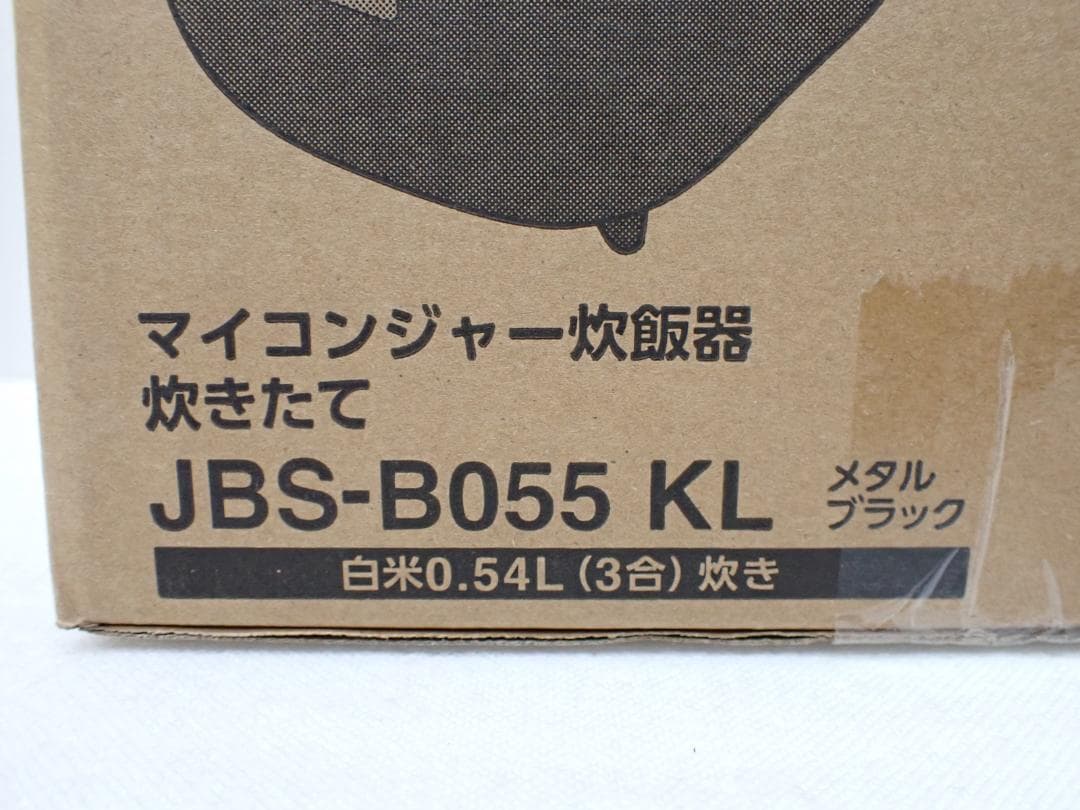 マイコンジャー炊飯器
炊きたて
JBS-B055 KL
メタル
ブラック
白米0.54L(3合)炊き